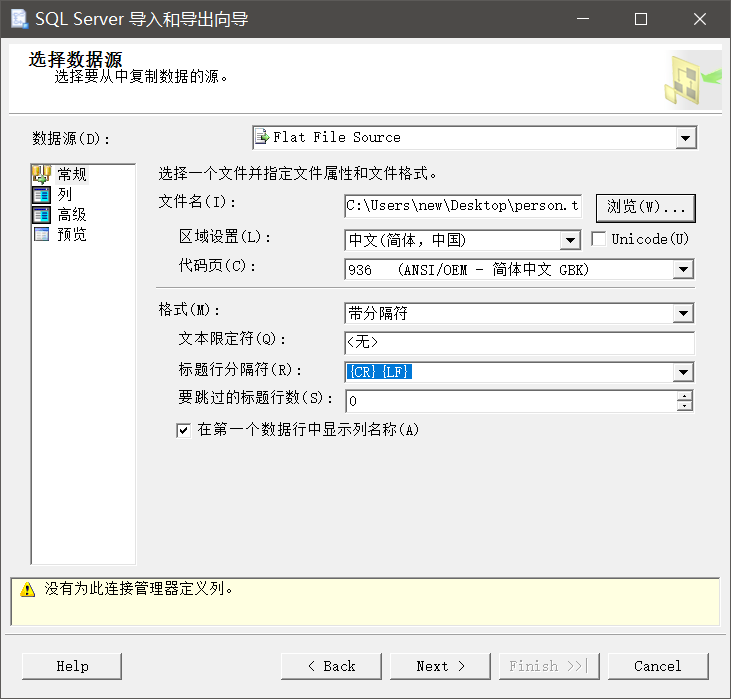 SQL Server 导入和导出向导
选择数据源
选择要从中复制数据的源。
数据源(D):
Flat File Source
常规
列
高级
预览
选择一个文件并指定文件属性和文件格式。
文件名(I):
C:\Users\new\Desktop\person.t
浏览(W)...
区域设置(L):
中文(简体，中国)
Unicode(U)
代码页(C):
936 (ANSI/OEM - 简体中文 GBK)
格式(M):
带分隔符
文本限定符(Q):
<无>
标题行分隔符(R):
{CR}{LF}
要跳过的标题行数(S):
0
在第一个数据行中显示列名称(A)
没有为此连接管理器定义列。
Help
< Back
Next >
Finish >>|
Cancel